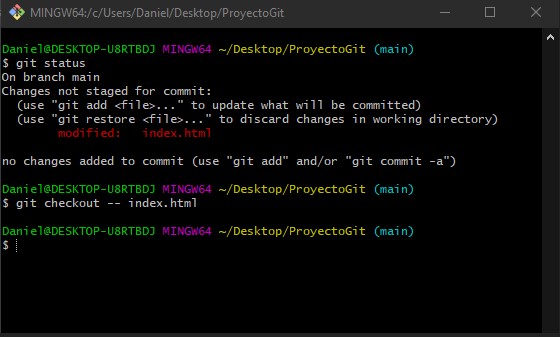 MINGW64:/c/Users/Daniel/Desktop/ProyectoGit
Daniel@DESKTOP-U8RTBDJ MINGW64 ~/Desktop/ProyectoGit (main)
$ git status
On branch main
Changes not staged for commit:
  (use "git add <file>..." to update what will be committed)
  (use "git restore <file>..." to discard changes in working directory)
        modified:   index.html
no changes added to commit (use "git add" and/or "git commit -a")
Daniel@DESKTOP-U8RTBDJ MINGW64 ~/Desktop/ProyectoGit (main)
$ git checkout -- index.html
Daniel@DESKTOP-U8RTBDJ MINGW64 ~/Desktop/ProyectoGit (main)
$